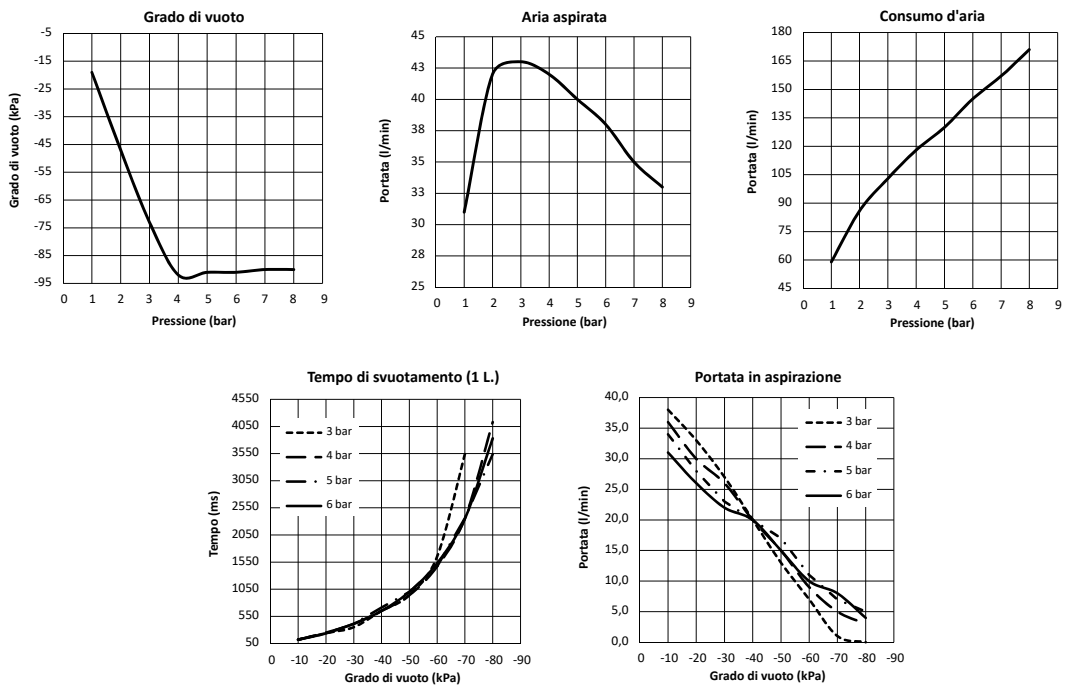 Grado di vuoto
-5
-15
-25
-35
-45
-55
-65
-75
-85
-95
Grado di vuoto (kPa)
0 1 2 3 4 5 6 7 8 9
Pressione (bar)
Aria aspirata
45
43
40
38
35
33
30
28
25
Portata (l/min)
0 1 2 3 4 5 6 7 8 9
Pressione (bar)
Consumo d'aria
180
165
150
135
120
105
90
75
60
45
Portata (l/min)
0 1 2 3 4 5 6 7 8 9
Pressione (bar)
Tempo di svuotamento (1 L.)
4550
4050
3550
3050
2550
2050
1550
1050
550
50
Tempo (ms)
3 bar
4 bar
5 bar
6 bar
0 -10 -20 -30 -40 -50 -60 -70 -80 -90
Grado di vuoto (kPa)
Portata in aspirazione
40,0
35,0
30,0
25,0
20,0
15,0
10,0
5,0
0,0
Portata (l/min)
3 bar
4 bar
5 bar
6 bar
0 -10 -20 -30 -40 -50 -60 -70 -80 -90
Grado di vuoto (kPa)